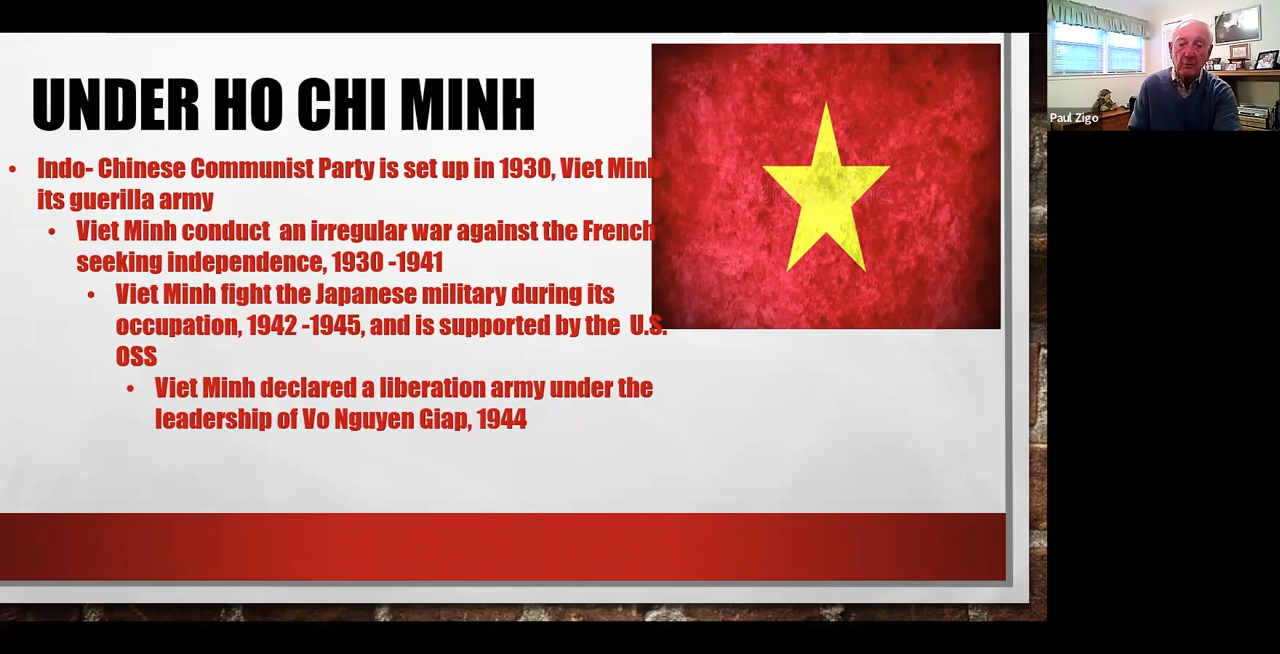 UNDER HO CHI MINH
• Indo- Chinese Communist Party is set up in 1930, Viet Minh
its guerilla army
• Viet Minh conduct  an irregular war against the French
seeking independence, 1930 -1941
• Viet Minh fight the Japanese military during its
occupation, 1942 -1945, and is supported by the  U.S.
OSS
• Viet Minh declared a liberation army under the
leadership of Vo Nguyen Giap, 1944
Paul Zigo